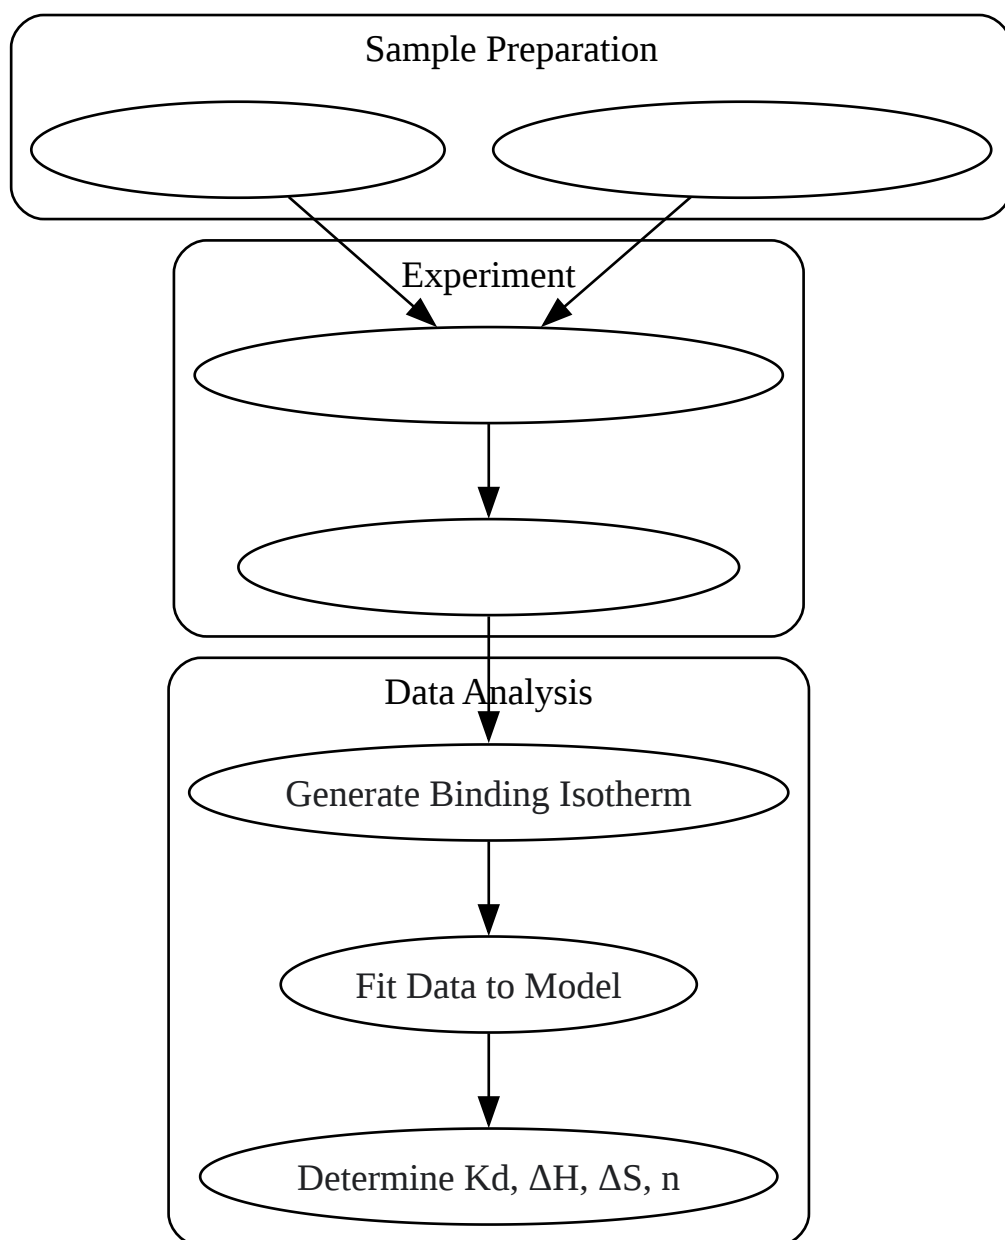 Sample Preparation
Experiment
Data Analysis
Generate Binding Isotherm
Fit Data to Model
Determine Kd, ΔH, ΔS, n